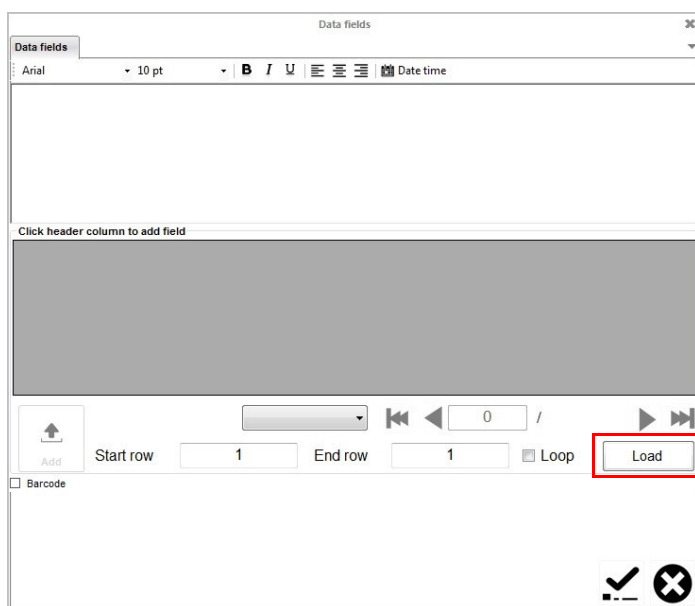 Data fields
Data fields
Arial 10 pt B I U Date time
Click header column to add field
0 /
Add Start row 1 End row 1 Loop Load
Barcode